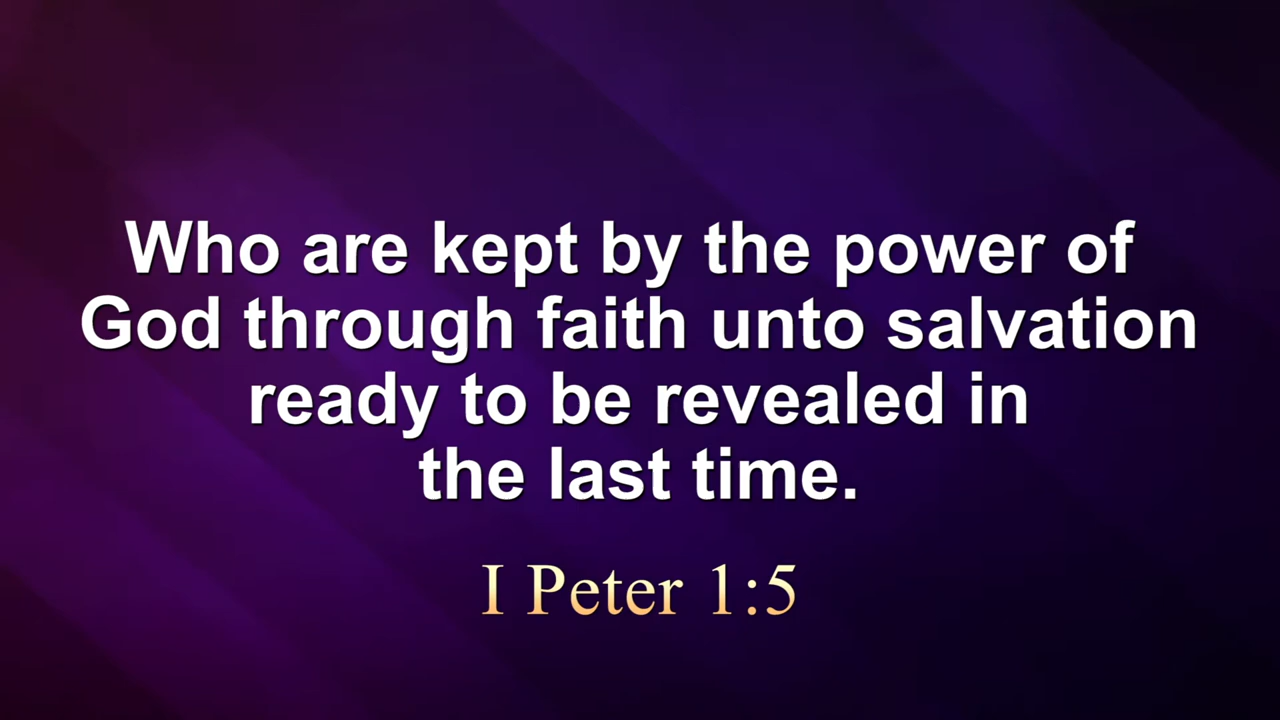 Who are kept by the power of
God through faith unto salvation
ready to be revealed in
the last time.
I Peter 1:5